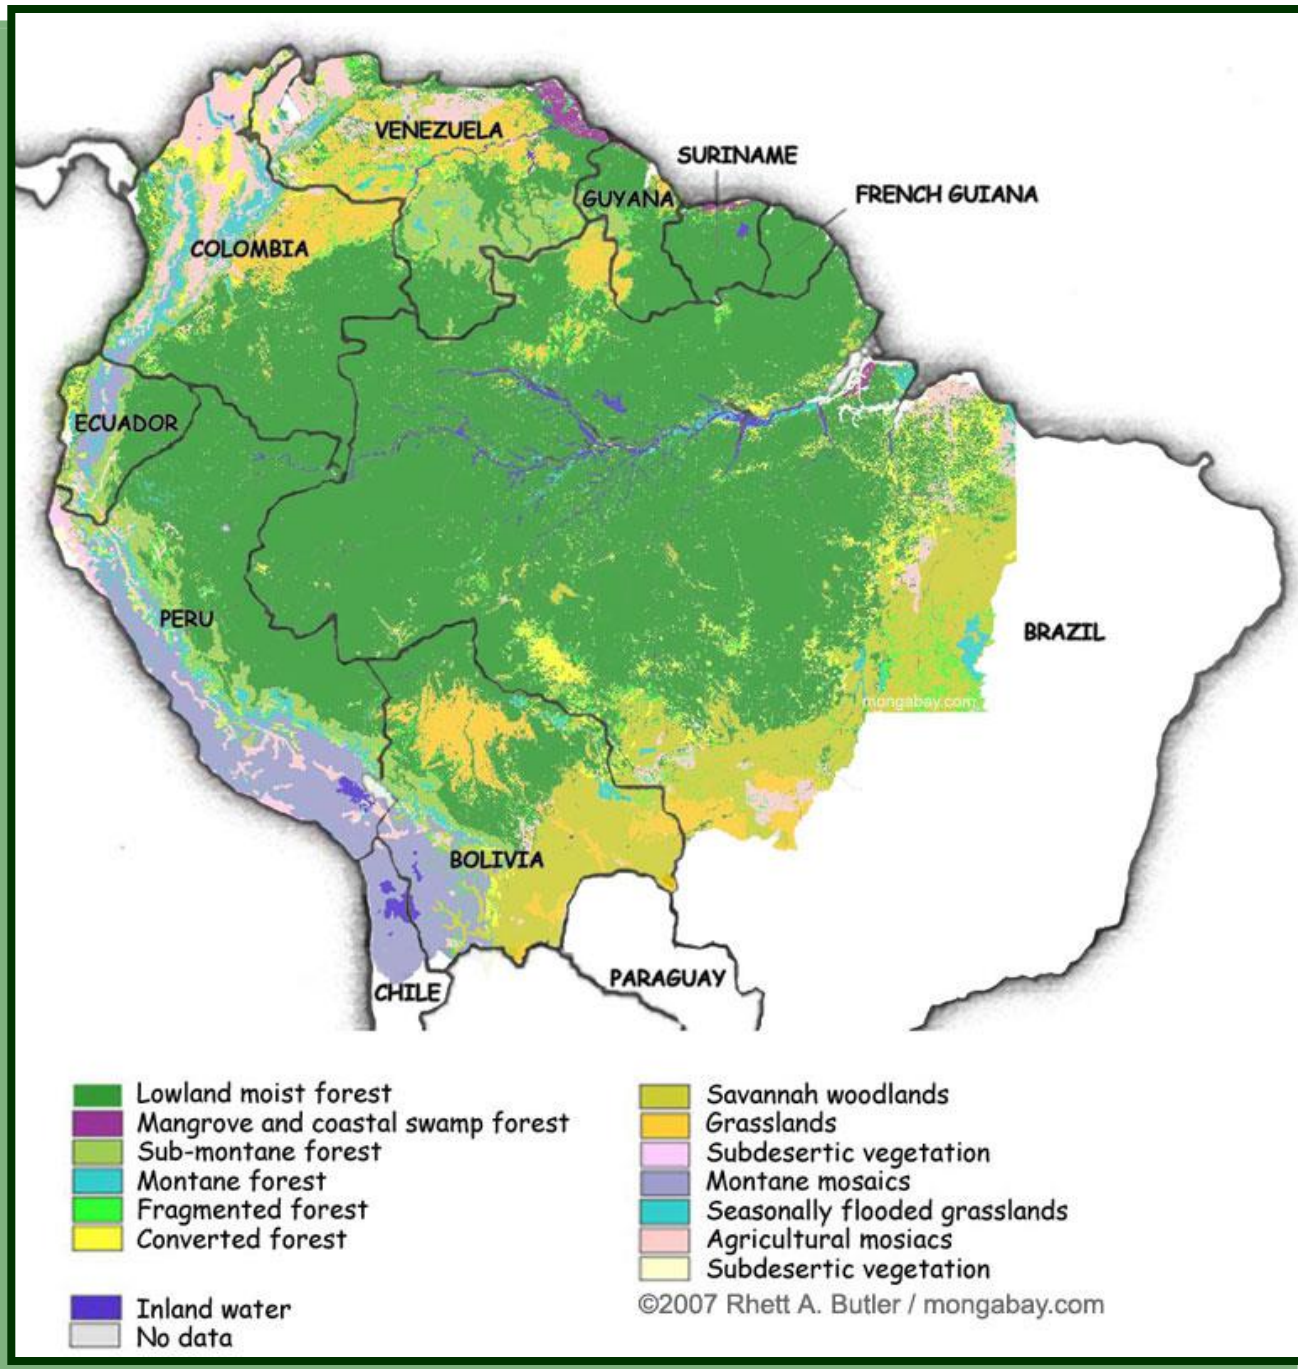 VENEZUELA
SURINAME
GUYANA
FRENCH GUIANA
COLOMBIA
ECUADOR
PERU
BRAZIL
mongabay.com
BOLIVIA
PARAGUAY
CHILE
Lowland moist forest
Mangrove and coastal swamp forest
Sub-montane forest
Montane forest
Fragmented forest
Converted forest
Inland water
No data
Savannah woodlands
Grasslands
Subdesertic vegetation
Montane mosaics
Seasonally flooded grasslands
Agricultural mosiacs
Subdesertic vegetation
©2007 Rhett A. Butler / mongabay.com